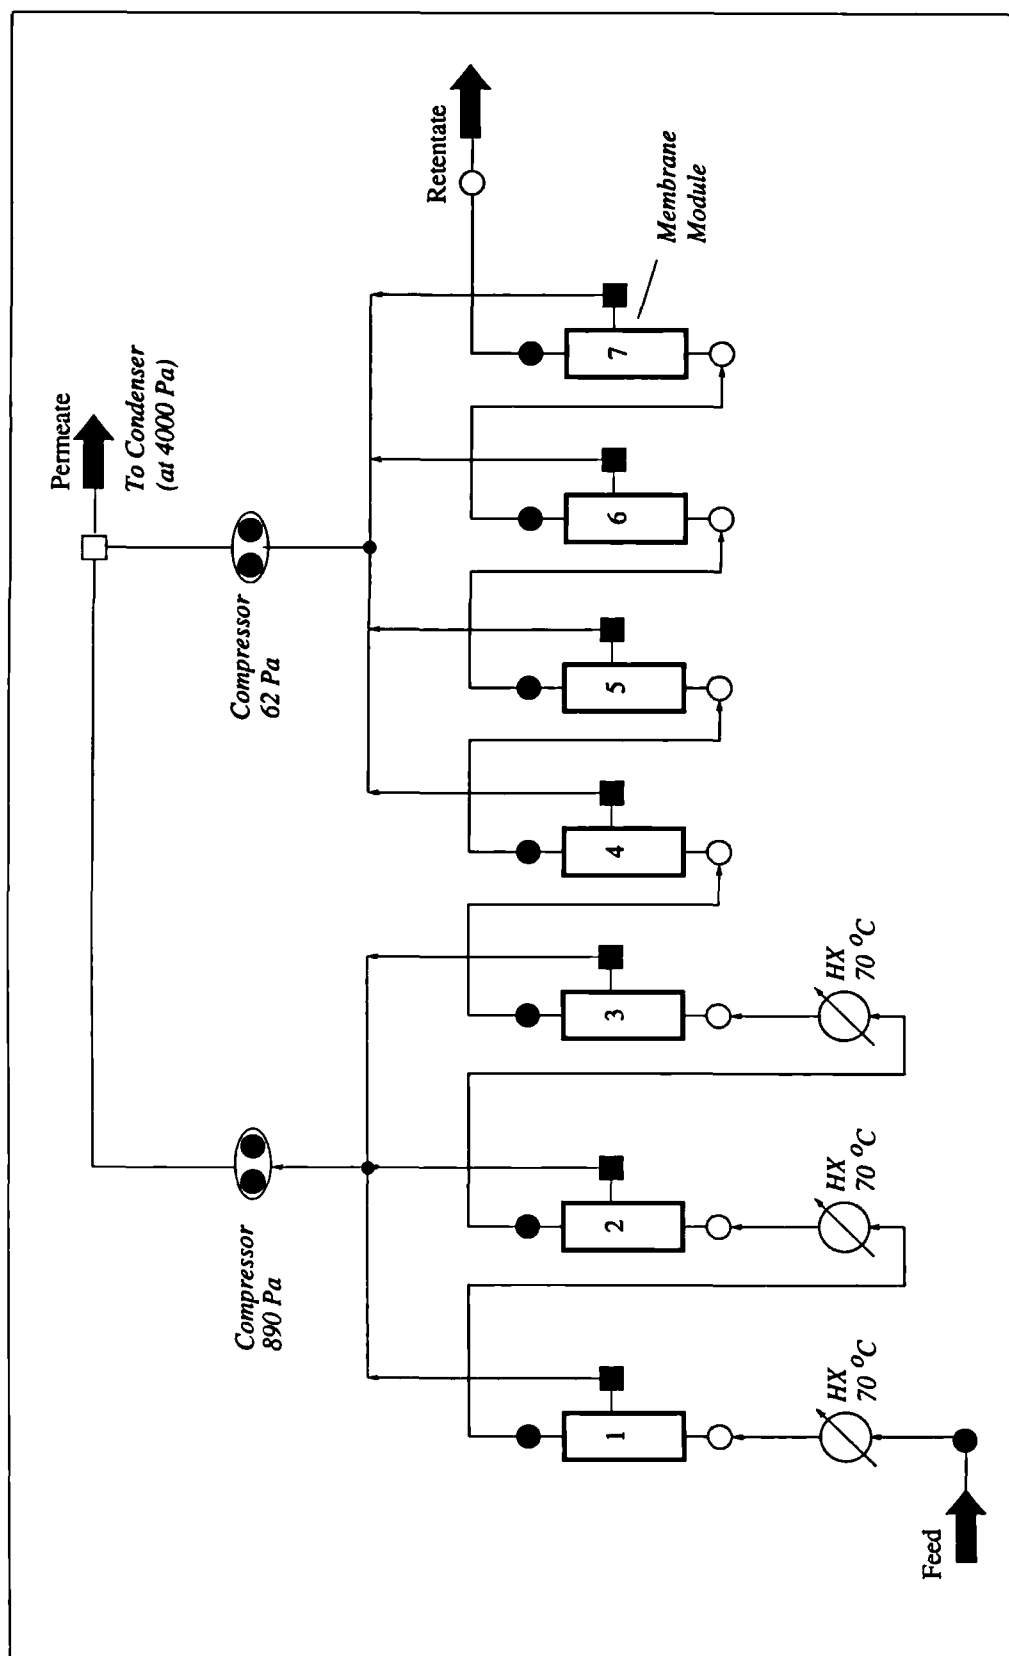 Permeate
To Condenser
(at 4000 Pa)
Retentate
Compressor
62 Pa
Compressor
890 Pa
Membrane
Module
1
2
3
4
5
6
7
HX
70 °C
HX
70 °C
HX
70 °C
Feed